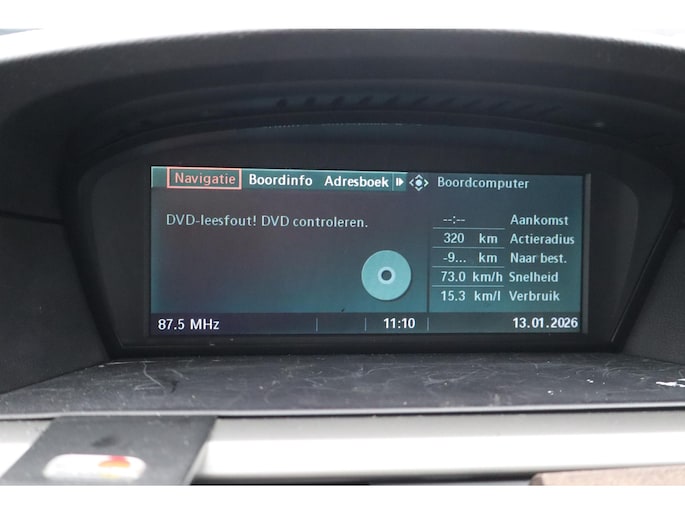 Navigatie Boordinfo Adresboek Boordcomputer
DVD-leesfout! DVD controleren.
--:-- Aankomst
320 km Actieradius
-9... km Naar best.
73.0 km/h Snelheid
15.3 km/l Verbruik
87.5 MHz 11:10 13.01.2026